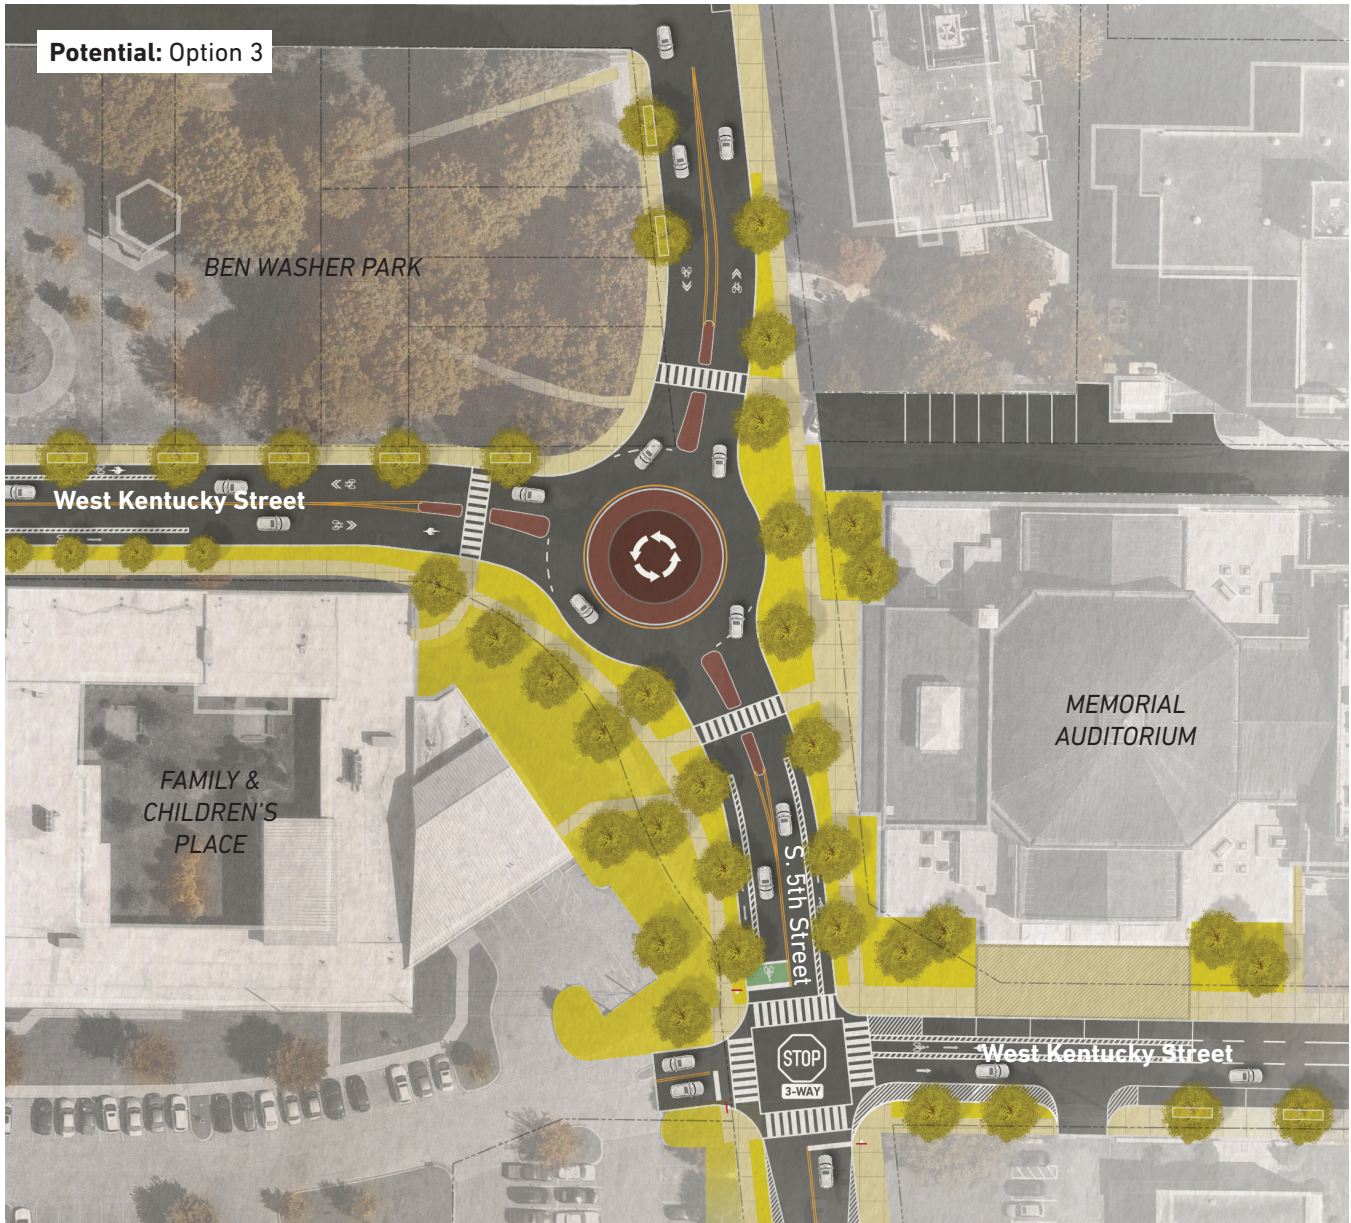 Potential: Option 3
BEN WASHER PARK
West Kentucky Street
MEMORIAL
AUDITORIUM
FAMILY &
CHILDREN'S
PLACE
S. 5th Street
STOP
3-WAY
West Kentucky Street